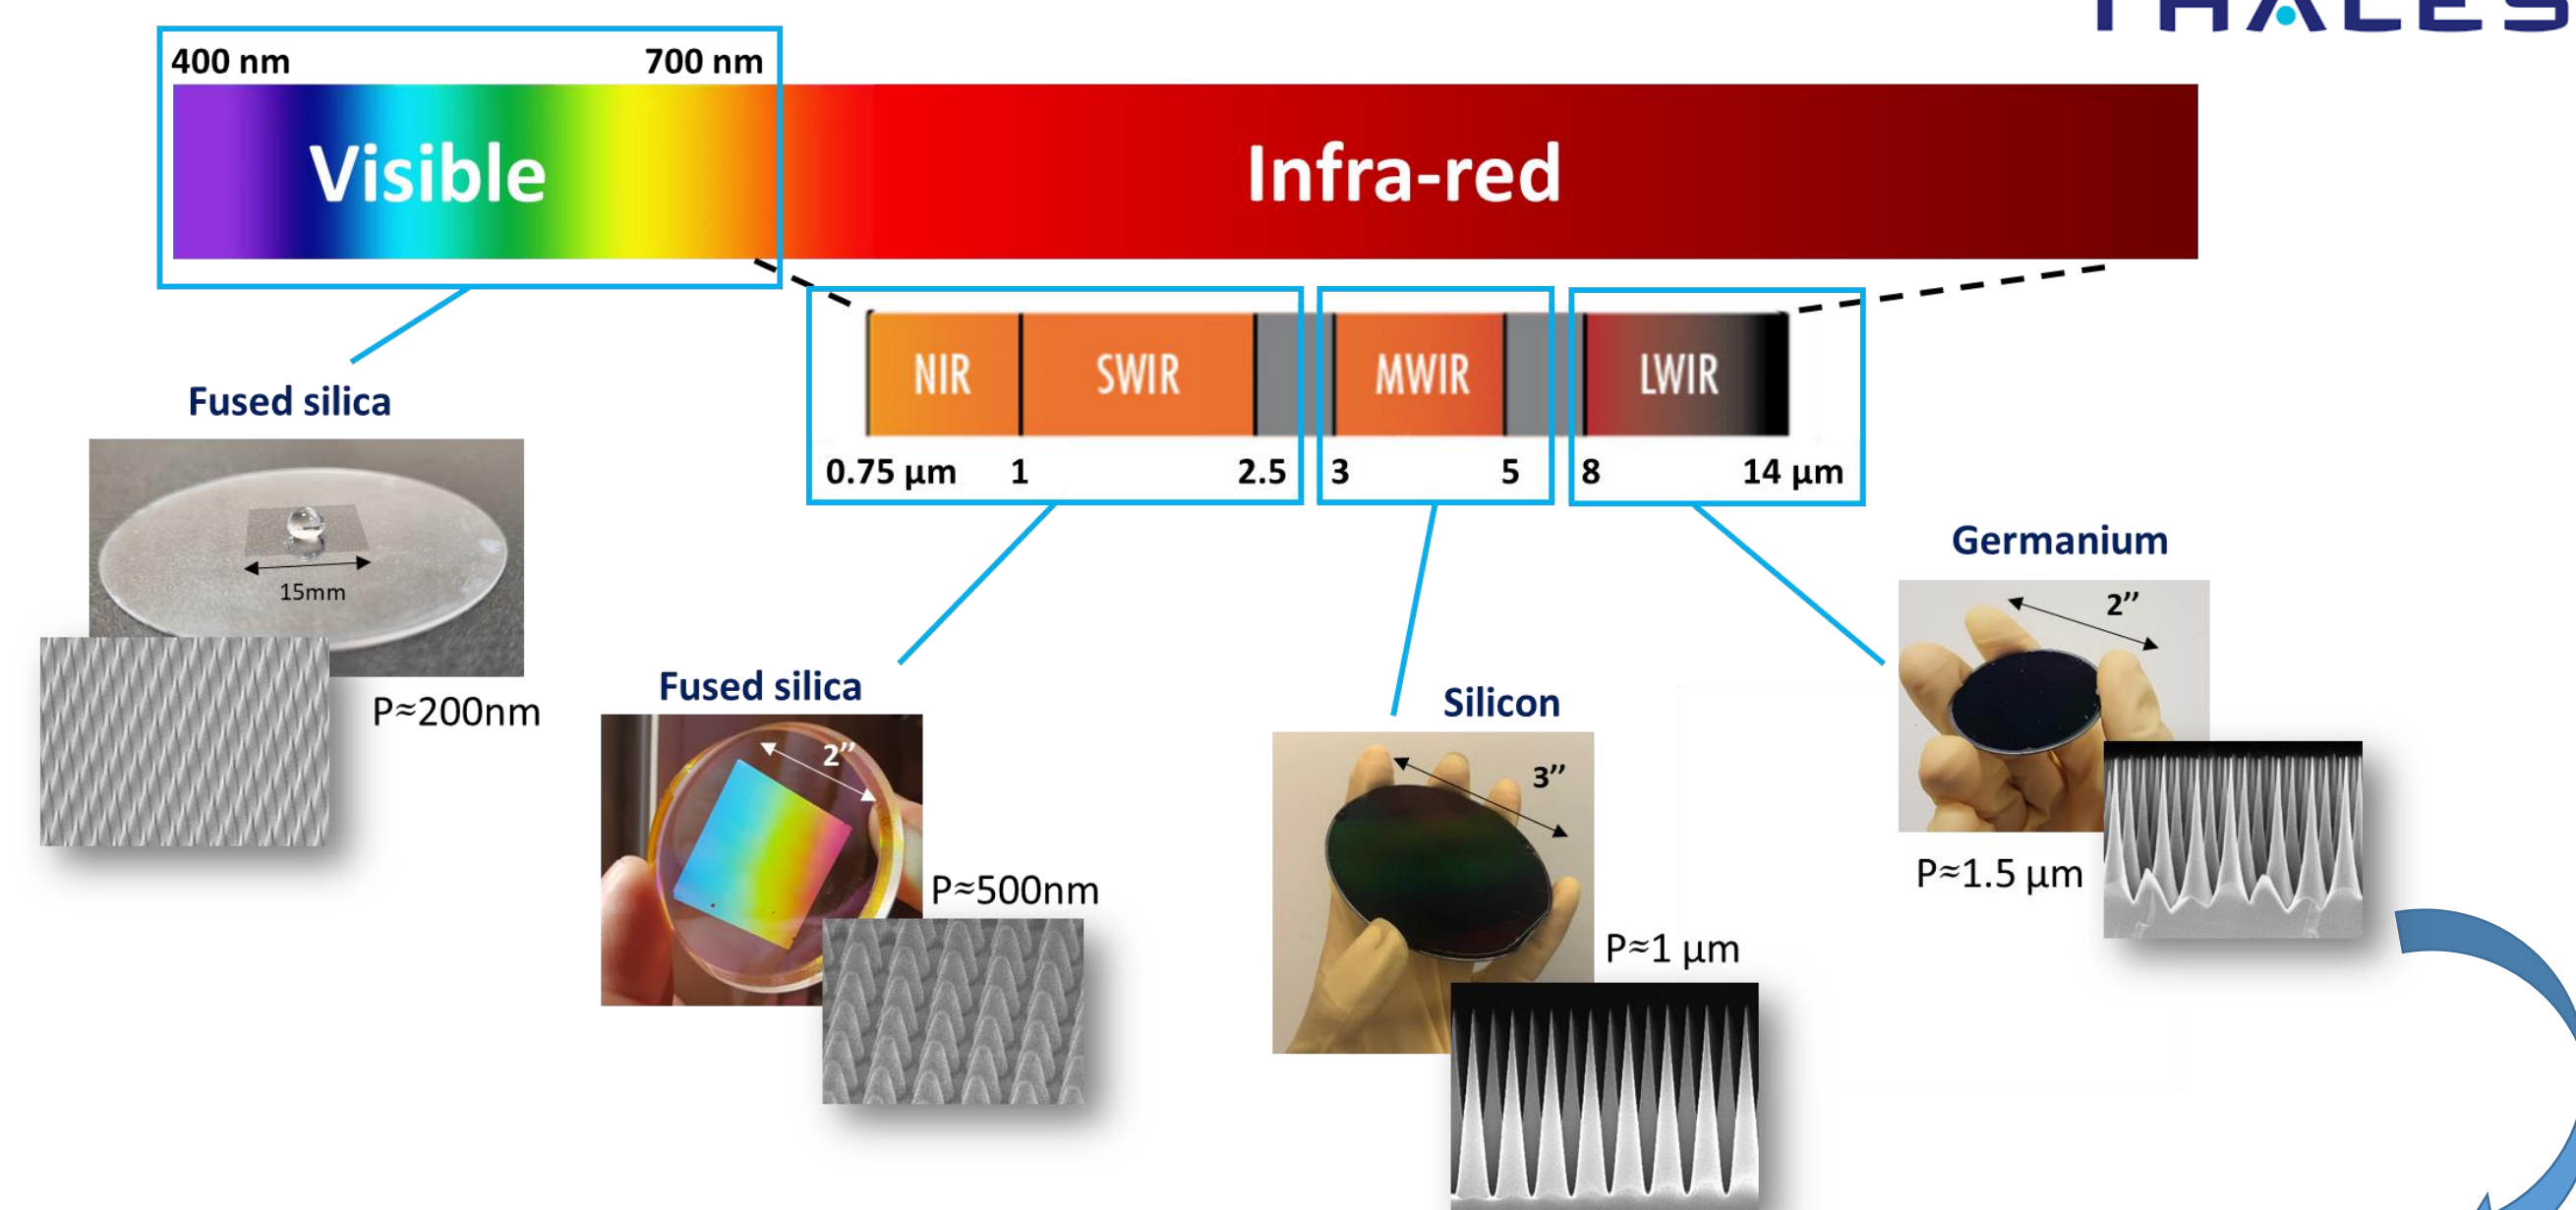 THALES
400 nm 700 nm
Visible
Infra-red
NIR SWIR MWIR LWIR
0.75 µm 1 2.5 3 5 8 14 µm
Fused silica
15mm
P≈200nm
Fused silica
2’’
P≈500nm
Silicon
3’’
P≈1 µm
Germanium
2’’
P≈1.5 µm